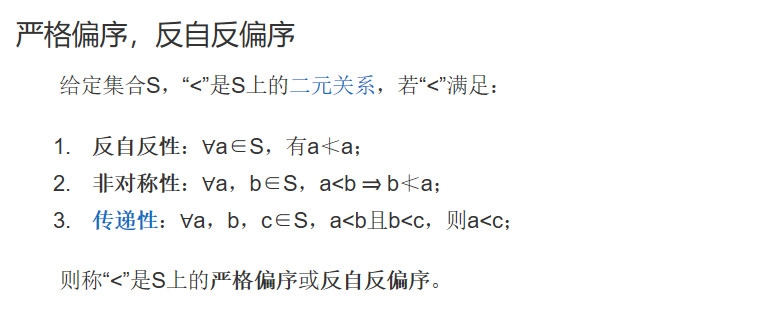 严格偏序，反自反偏序
给定集合S，“<”是S上的二元关系，若“<”满足：
1. 反自反性：∀a∈S，有a≮a；
2. 非对称性：∀a，b∈S，a<b ⇒ b≮a；
3. 传递性：∀a，b，c∈S，a<b且b<c，则a<c；
则称“<”是S上的严格偏序或反自反偏序。